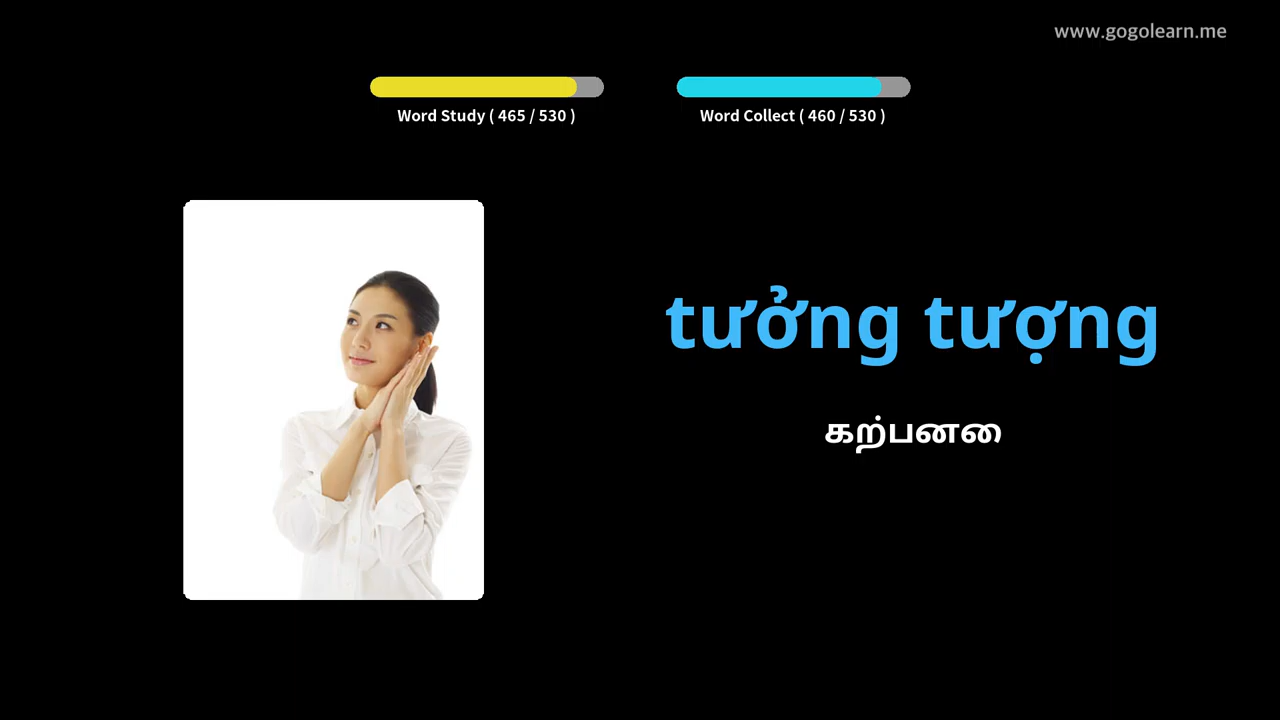 www.gogolearn.me
Word Study ( 465 / 530 )
Word Collect ( 460 / 530 )
tưởng tượng
கற்பனை